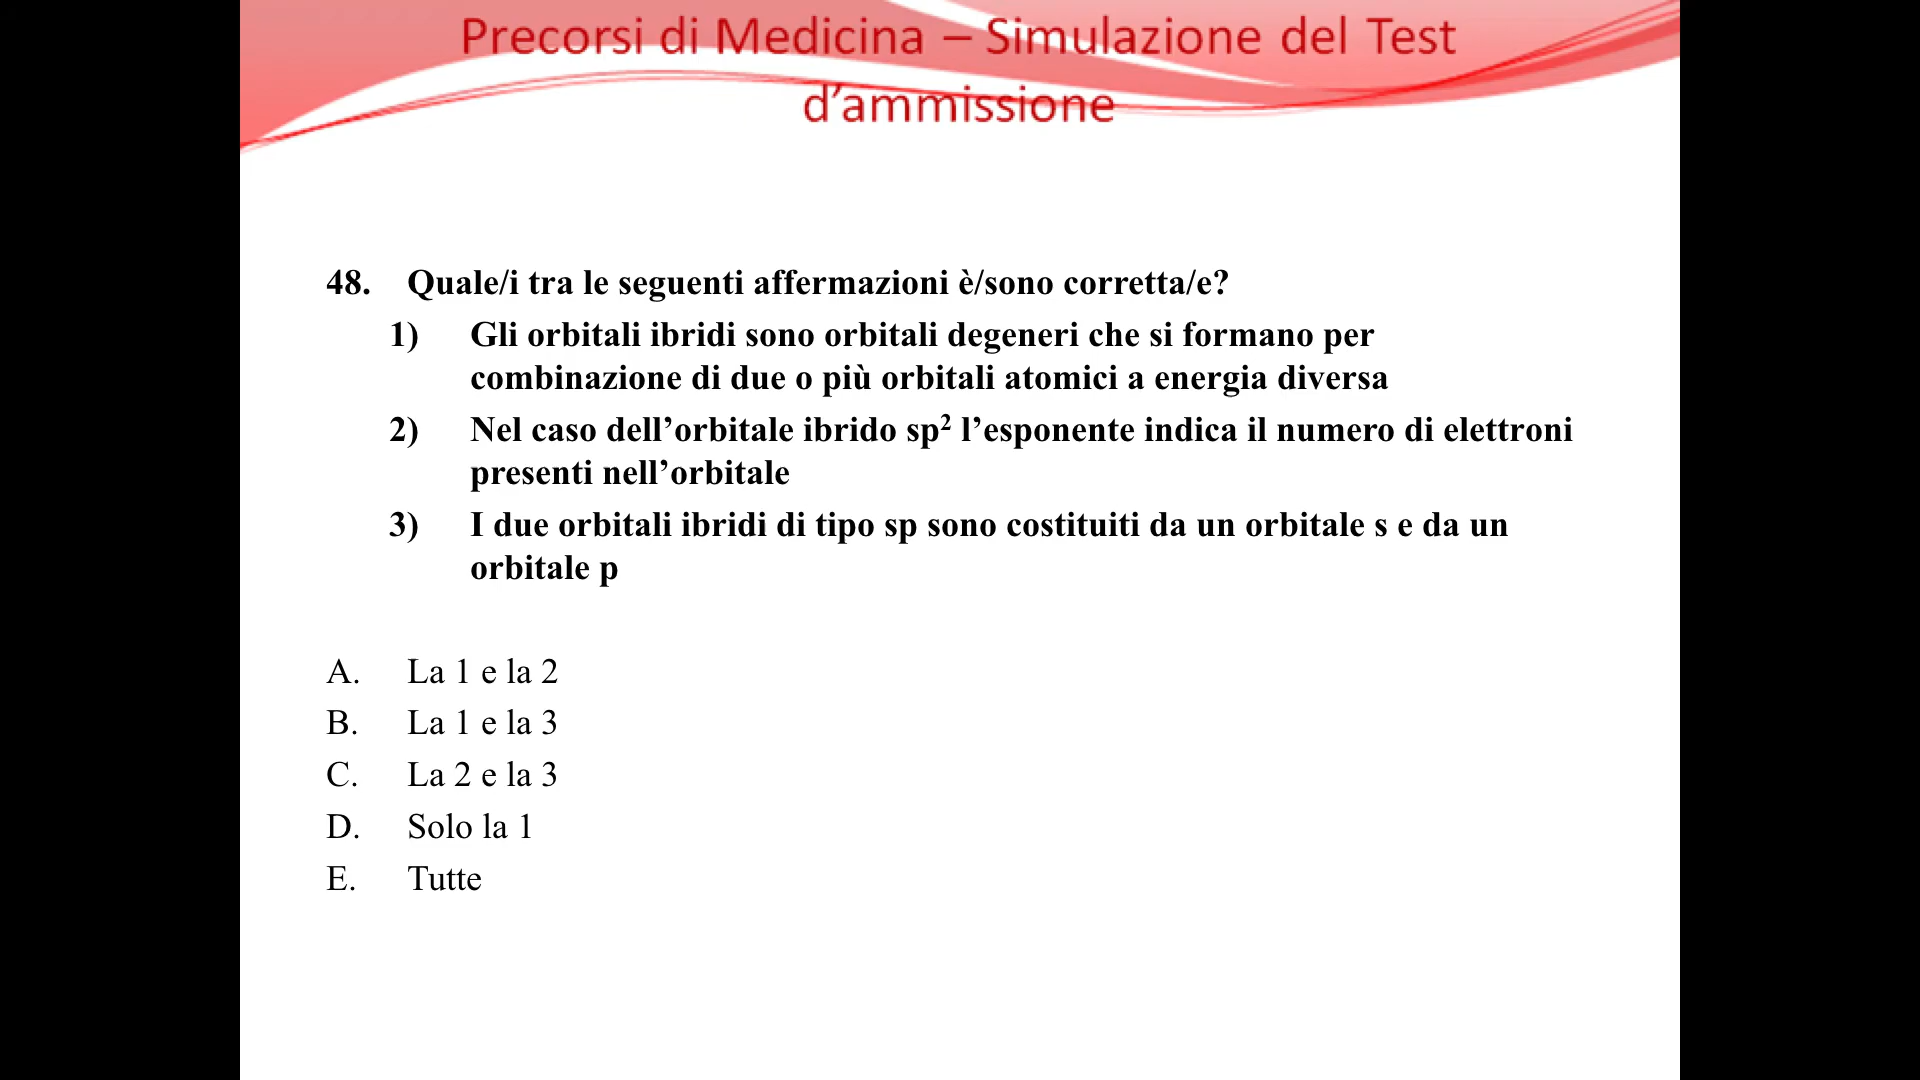 Precorsi di Medicina – Simulazione del Test
d’ammissione
48. Quale/i tra le seguenti affermazioni è/sono corretta/e?
1) Gli orbitali ibridi sono orbitali degeneri che si formano per
combinazione di due o più orbitali atomici a energia diversa
2) Nel caso dell’orbitale ibrido sp² l’esponente indica il numero di elettroni
presenti nell’orbitale
3) I due orbitali ibridi di tipo sp sono costituiti da un orbitale s e da un
orbitale p
A. La 1 e la 2
B. La 1 e la 3
C. La 2 e la 3
D. Solo la 1
E. Tutte